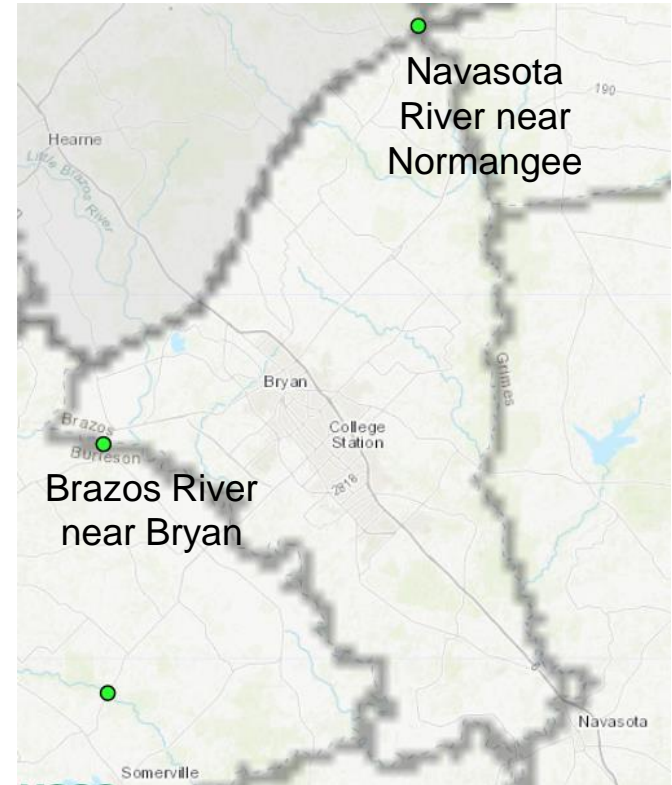 Navasota
River near
Normangee
190
Hearne
Little Brazos River
Grimes
Bryan
College
Station
Brazos
Burleson
2818
Brazos River
near Bryan
6
Navasota
Somerville